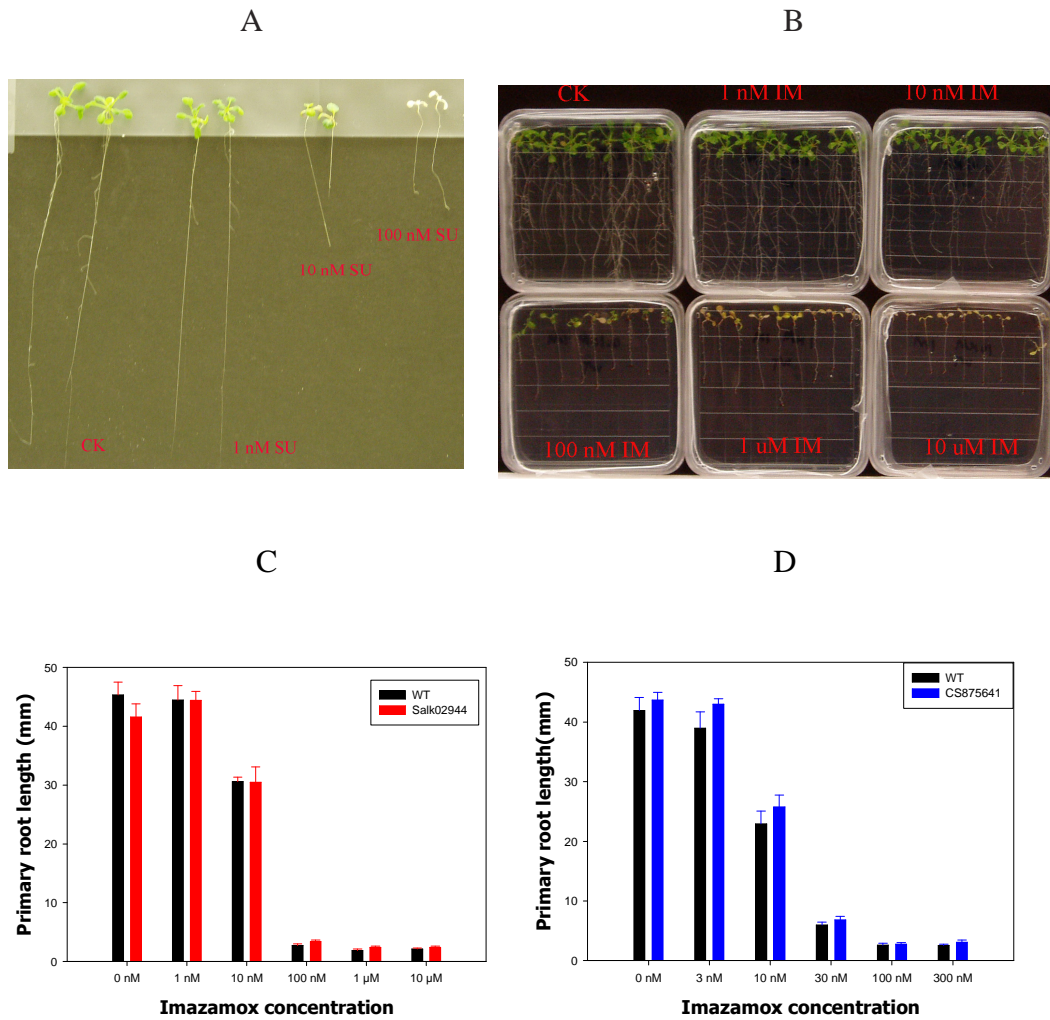 A
B
CK
1 nM SU
10 nM SU
100 nM SU
CK
1 nM IM
10 nM IM
100 nM IM
1 uM IM
10 uM IM
C
D
50
40
30
20
10
0
Primary root length (mm)
WT
Salk02944
0 nM
1 nM
10 nM
100 nM
1 µM
10 µM
Imazamox concentration
50
40
30
20
10
0
Primary root length(mm)
WT
CS875641
0 nM
3 nM
10 nM
30 nM
100 nM
300 nM
Imazamox concentration